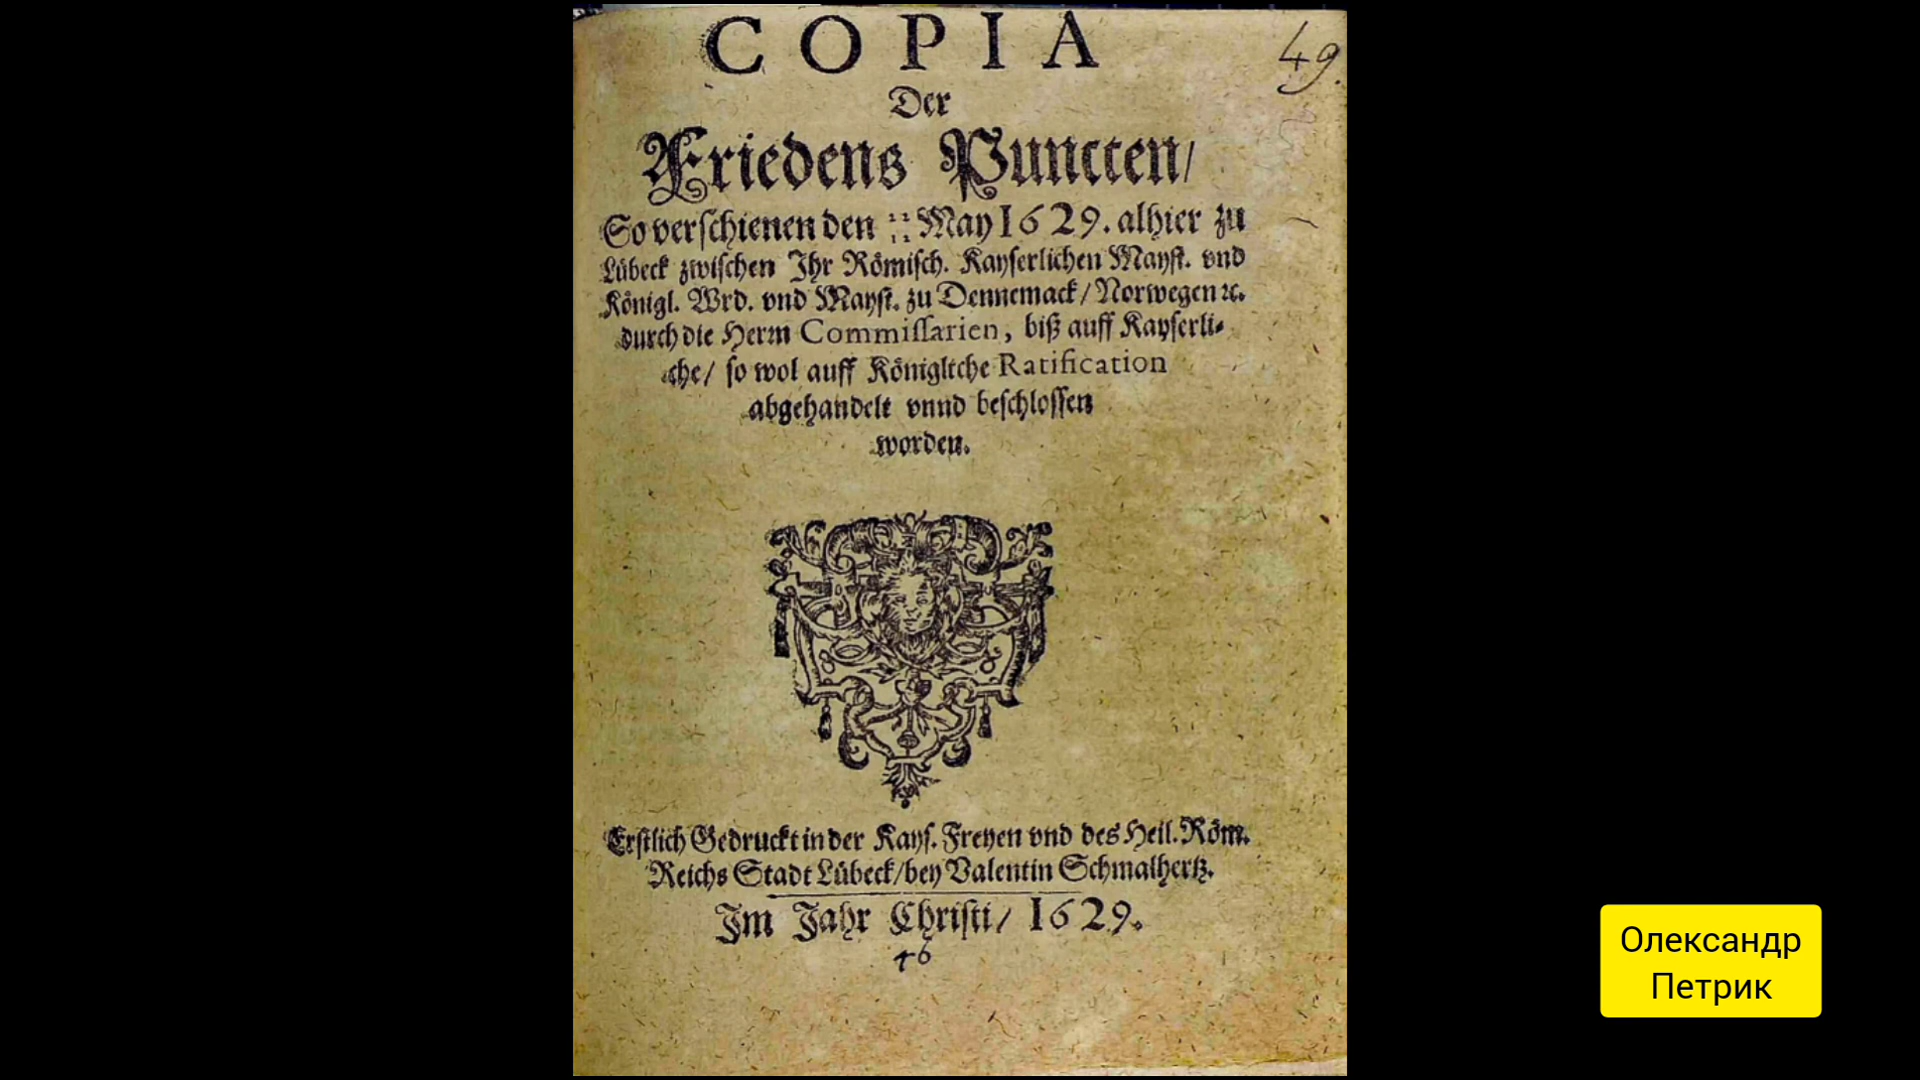 COPIA
49.
Der
Friedens Puncten/
So verschienen den 12/22 May 1629. alhier zu
Lübeck zwischen Ihr Römisch. Kayserlichen Mayst. vnd
Königl. Wrd. vnd Mayst. zu Dennemack/ Norwegen ꝛc.
durch die Herrn Commissarien, biß auff Kayserli-
che/ so wol auff Königliche Ratification
abgehandelt vnnd beschlossen
worden.
Erstlich Gedruckt in der Kays. Freyen vnd des Heil. Röm.
Reichs Stadt Lübeck/ bey Valentin Schmalhertz.
Im Jahr Christi/ 1629.
46
Олександр
Петрик